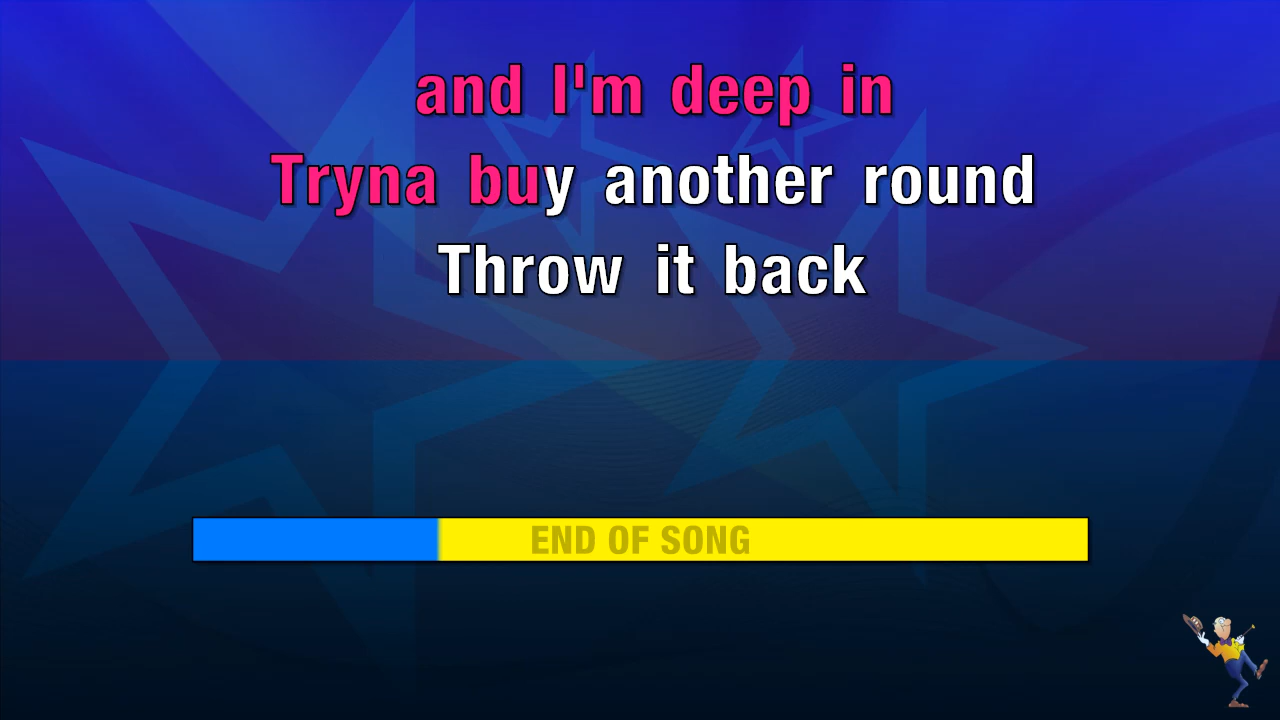 and I'm deep in
Tryna buy another round
Throw it back
END OF SONG